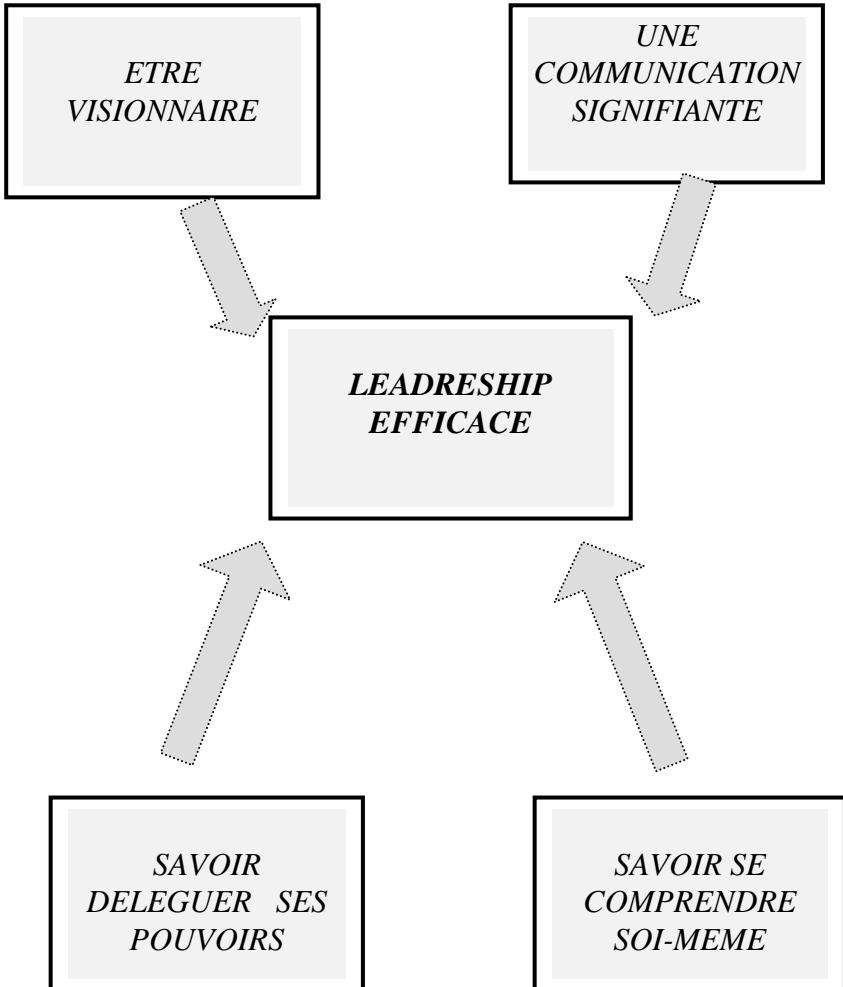 ETRE
VISIONNAIRE
UNE
COMMUNICATION
SIGNIFIANTE
LEADRESHIP
EFFICACE
SAVOIR
DELEGUER SES
POUVOIRS
SAVOIR SE
COMPRENDRE
SOI-MEME